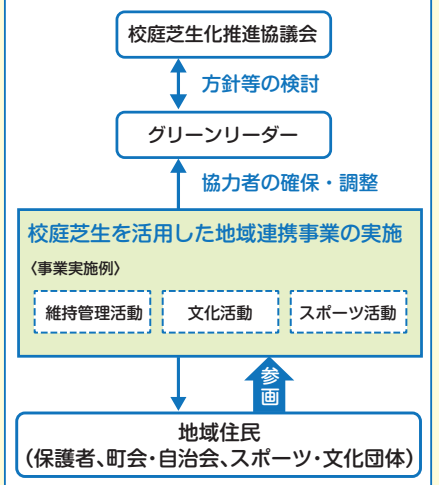 校庭芝生化推進協議会
方針等の検討
グリーンリーダー
協力者の確保・調整
校庭芝生を活用した地域連携事業の実施
〈事業実施例〉
維持管理活動
文化活動
スポーツ活動
参画
地域住民
(保護者、町会・自治会、スポーツ・文化団体)